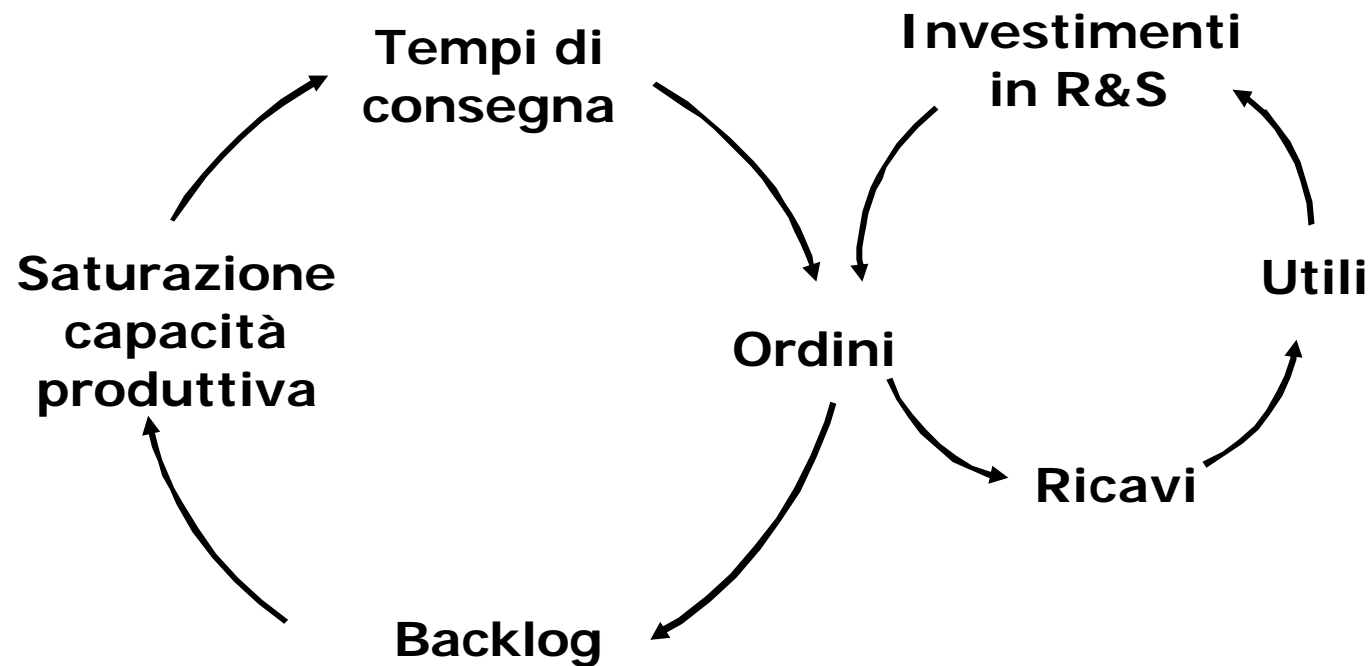 Tempi di
consegna
Investimenti
in R&S
Saturazione
capacità
produttiva
Ordini
Utili
Ricavi
Backlog